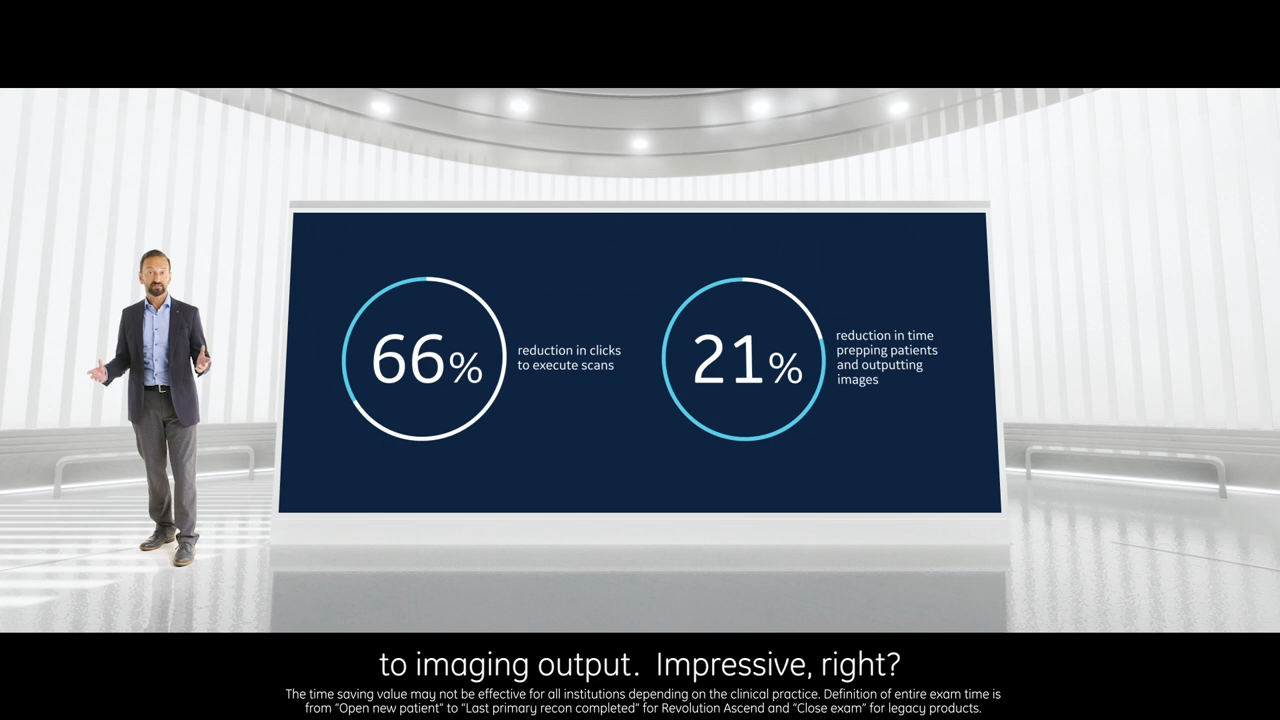 66%
reduction in clicks
to execute scans
21%
reduction in time
prepping patients
and outputting
images
to imaging output.  Impressive, right?
The time saving value may not be effective for all institutions depending on the clinical practice. Definition of entire exam time is
from "Open new patient" to "Last primary recon completed" for Revolution Ascend and "Close exam" for legacy products.